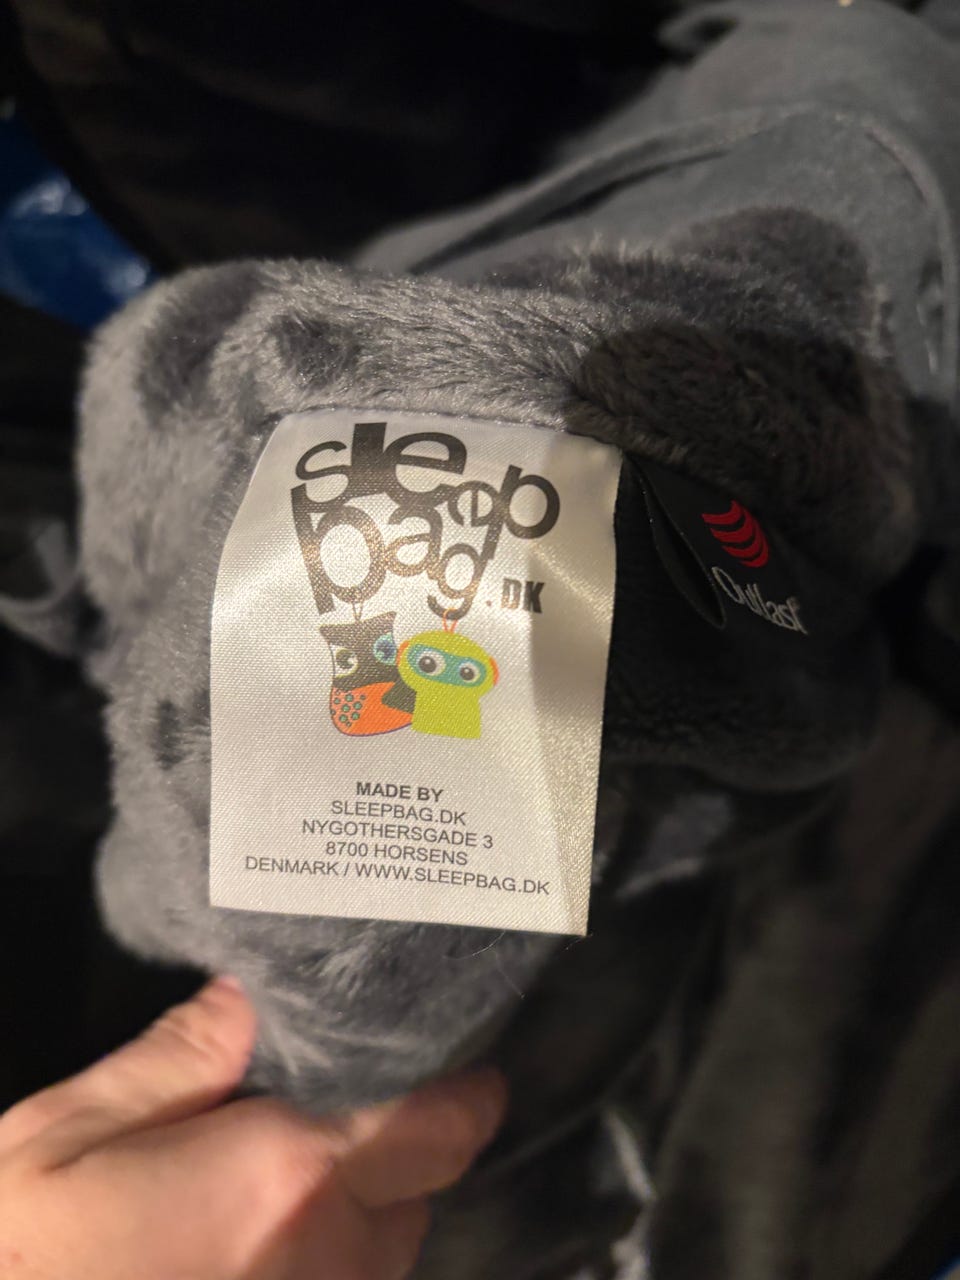 sleep
bag.DK
MADE BY
SLEEPBAG.DK
NYGOTHERSGADE 3
8700 HORSENS
DENMARK / WWW.SLEEPBAG.DK
Outlast®